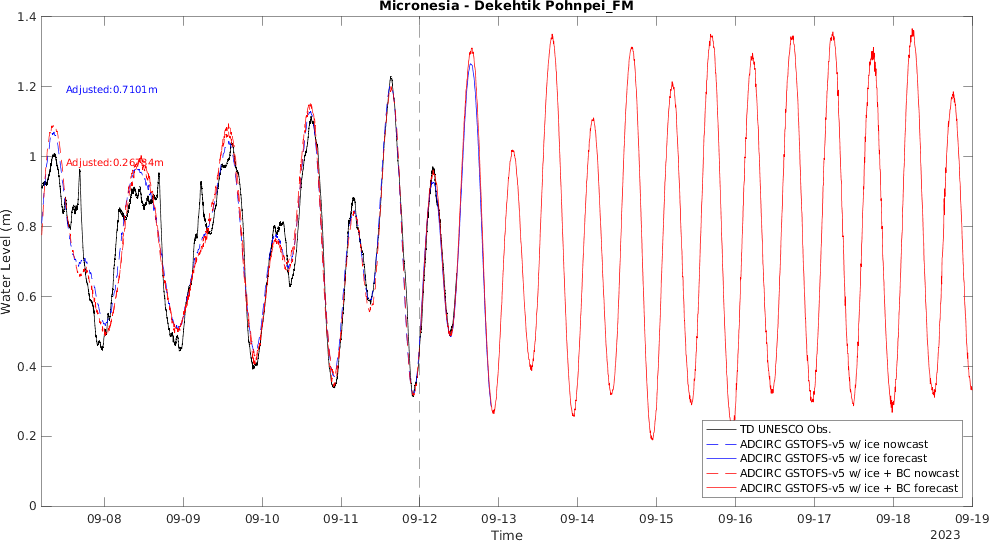 Micronesia - Dekehtik Pohnpei_FM
1.4
1.2
1
0.8
0.6
0.4
0.2
0
Water Level (m)
Adjusted:0.7101m
TD UNESCO Obs.
ADCIRC GSTOFS-v5 w/ ice nowcast
ADCIRC GSTOFS-v5 w/ ice forecast
ADCIRC GSTOFS-v5 w/ ice + BC nowcast
ADCIRC GSTOFS-v5 w/ ice + BC forecast
09-08 09-09 09-10 09-11 09-12 09-13 09-14 09-15 09-16 09-17 09-18 09-19
Time
2023